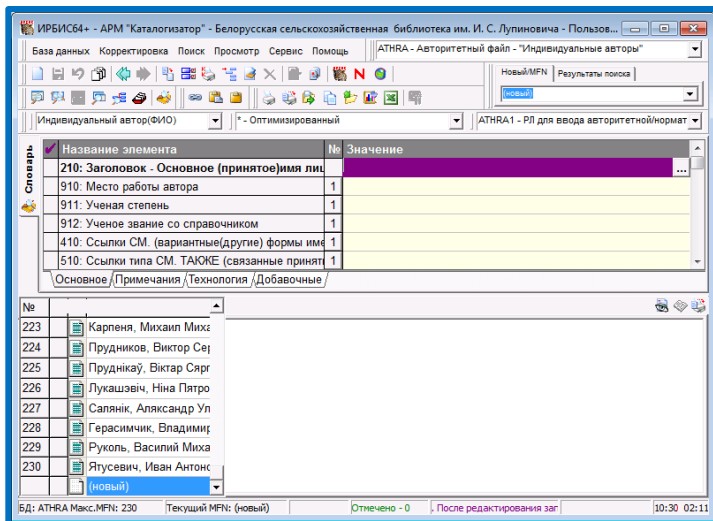 ИРБИС64+ - АРМ "Каталогизатор" - Белорусская сельскохозяйственная библиотека им. И. С. Лупиновича - Пользов...
База данных Корректировка Поиск Просмотр Сервис Помощь
ATHRA - Авторитетный файл - "Индивидуальные авторы"
Новый/MFN Результаты поиска
(новый)
Индивидуальный автор(ФИО) * - Оптимизированный ATHRA1 - РЛ для ввода авторитетной/нормат
Словарь
Название элемента № Значение
210: Заголовок - Основное (принятое)имя лиц ...
910: Место работы автора 1
911: Ученая степень 1
912: Ученое звание со справочником 1
410: Ссылки СМ. (вариантные(другие) формы име 1
510: Ссылки типа СМ. ТАКЖЕ (связанные принят 1
Основное Примечания Технология Добавочные
№
223 Карпеня, Михаил Миха
224 Прудников, Виктор Сер
225 Пруднікаў, Віктар Сярг
226 Лукашэвіч, Ніна Пятро
227 Салянік, Аляксандр Ул
228 Герасимчик, Владимир
229 Руколь, Василий Миха
230 Ятусевич, Иван Антонс
(новый)
БД: ATHRA Макс.MFN: 230 Текущий MFN: (новый) Отмечено - 0 . После редактирования заг 10:30 02:11